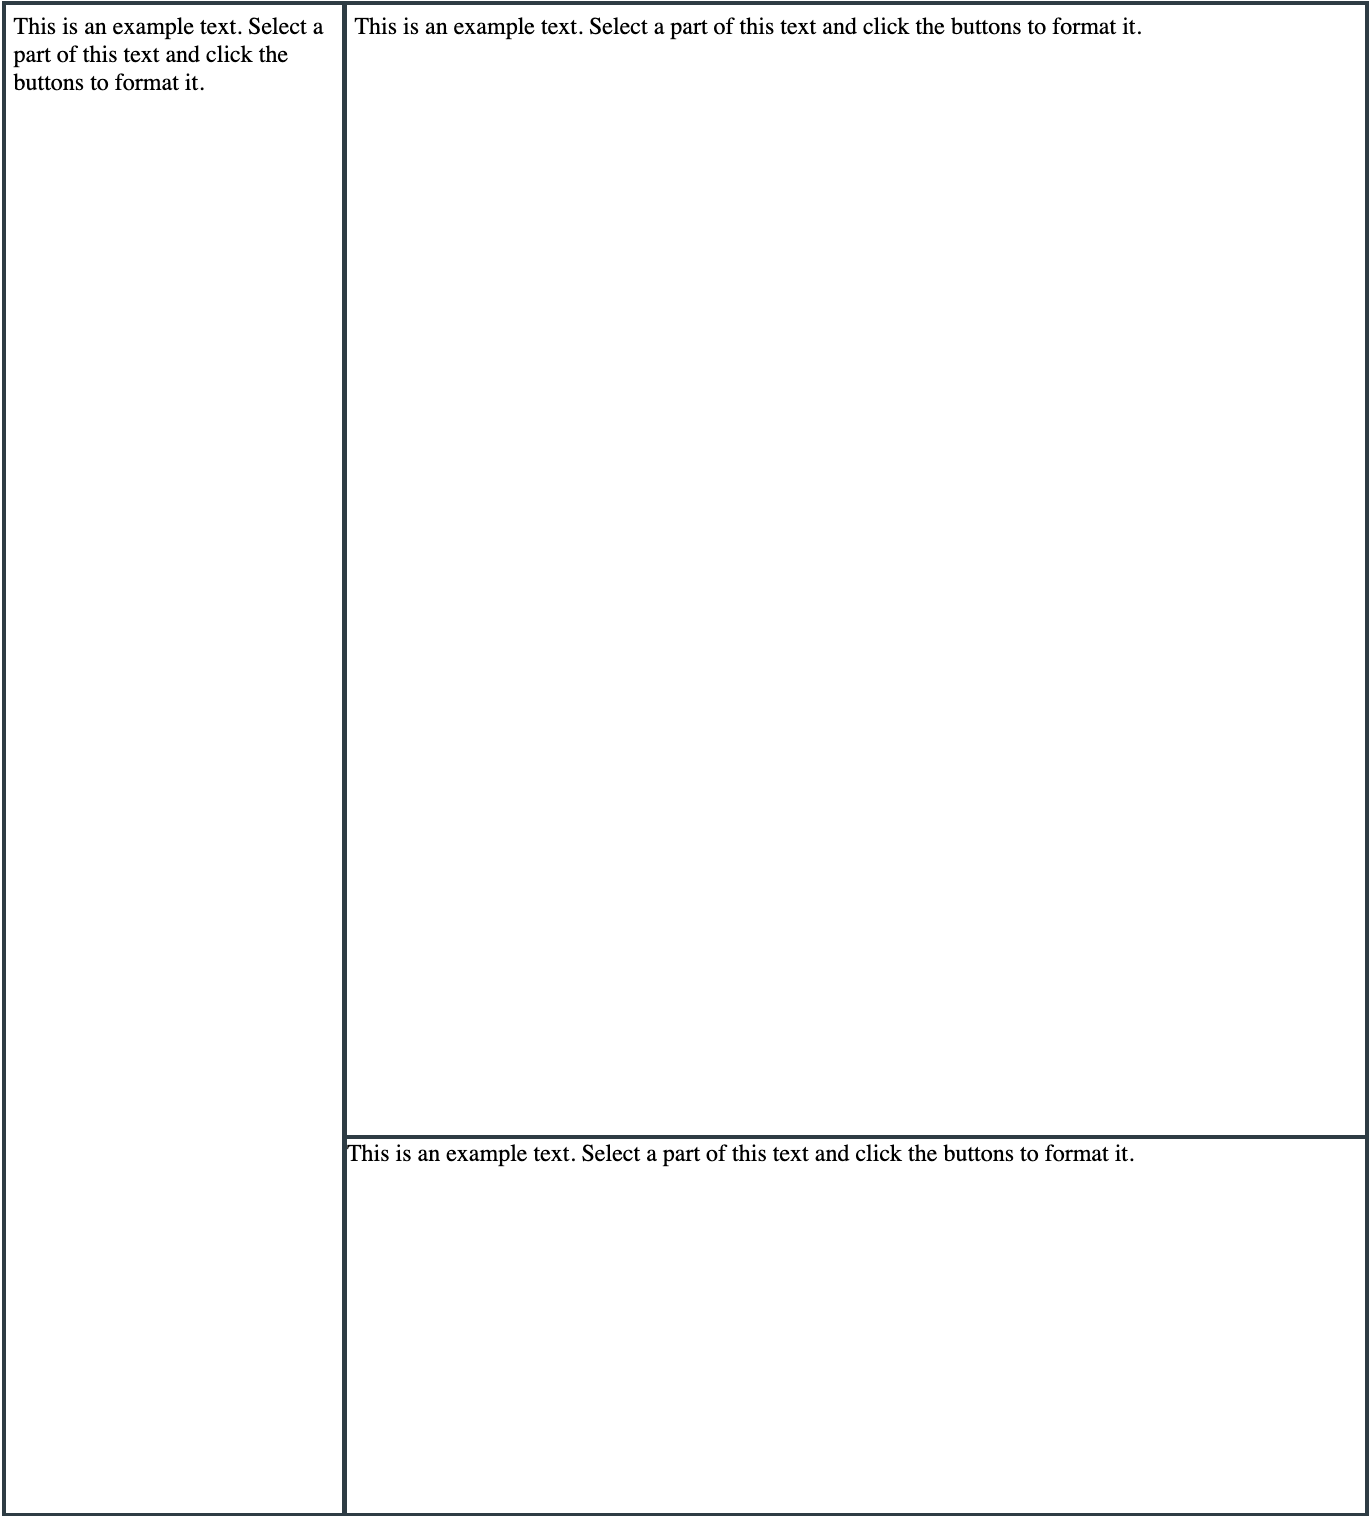 This is an example text. Select a
part of this text and click the
buttons to format it.
This is an example text. Select a part of this text and click the buttons to format it.
This is an example text. Select a part of this text and click the buttons to format it.